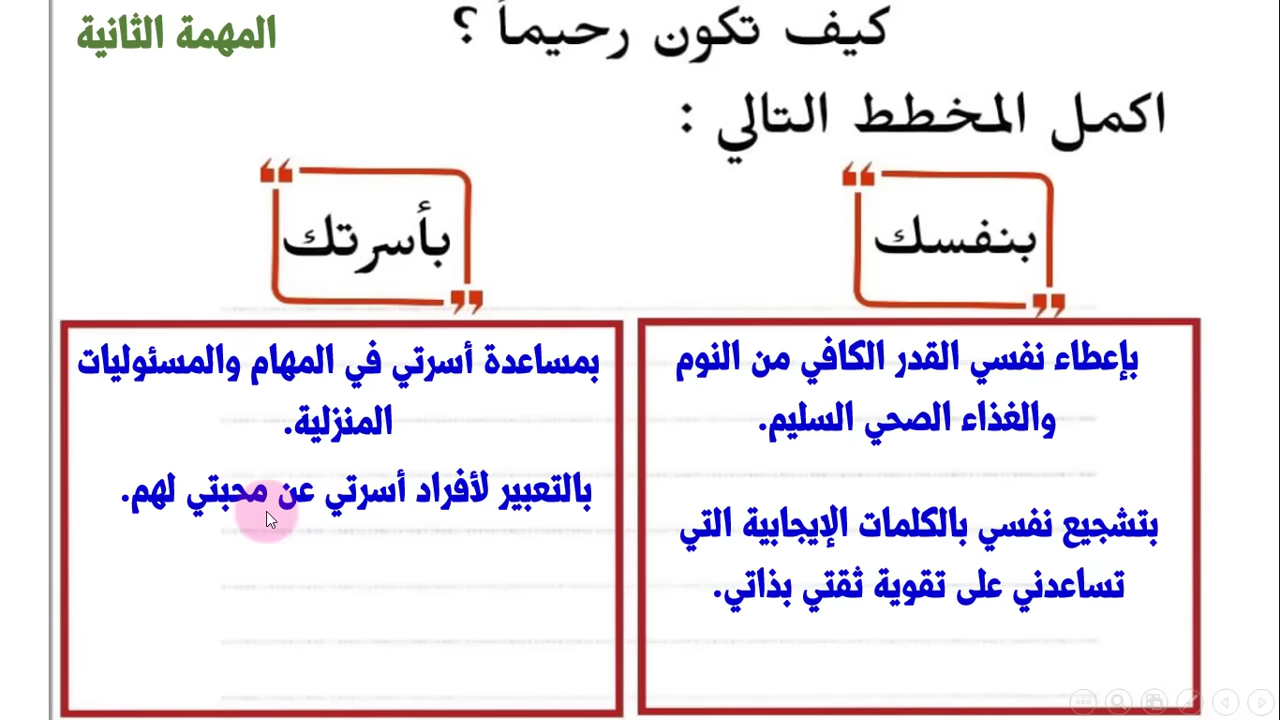 المهمة الثانية
كيف تكون رحيماً ؟
اكمل المخطط التالي :
بنفسك
بإعطاء نفسي القدر الكافي من النوم
والغذاء الصحي السليم.
بتشجيع نفسي بالكلمات الإيجابية التي
تساعدني على تقوية ثقتي بذاتي.
بأسرتك
بمساعدة أسرتي في المهام والمسئوليات
المنزلية.
بالتعبير لأفراد أسرتي عن محبتي لهم.